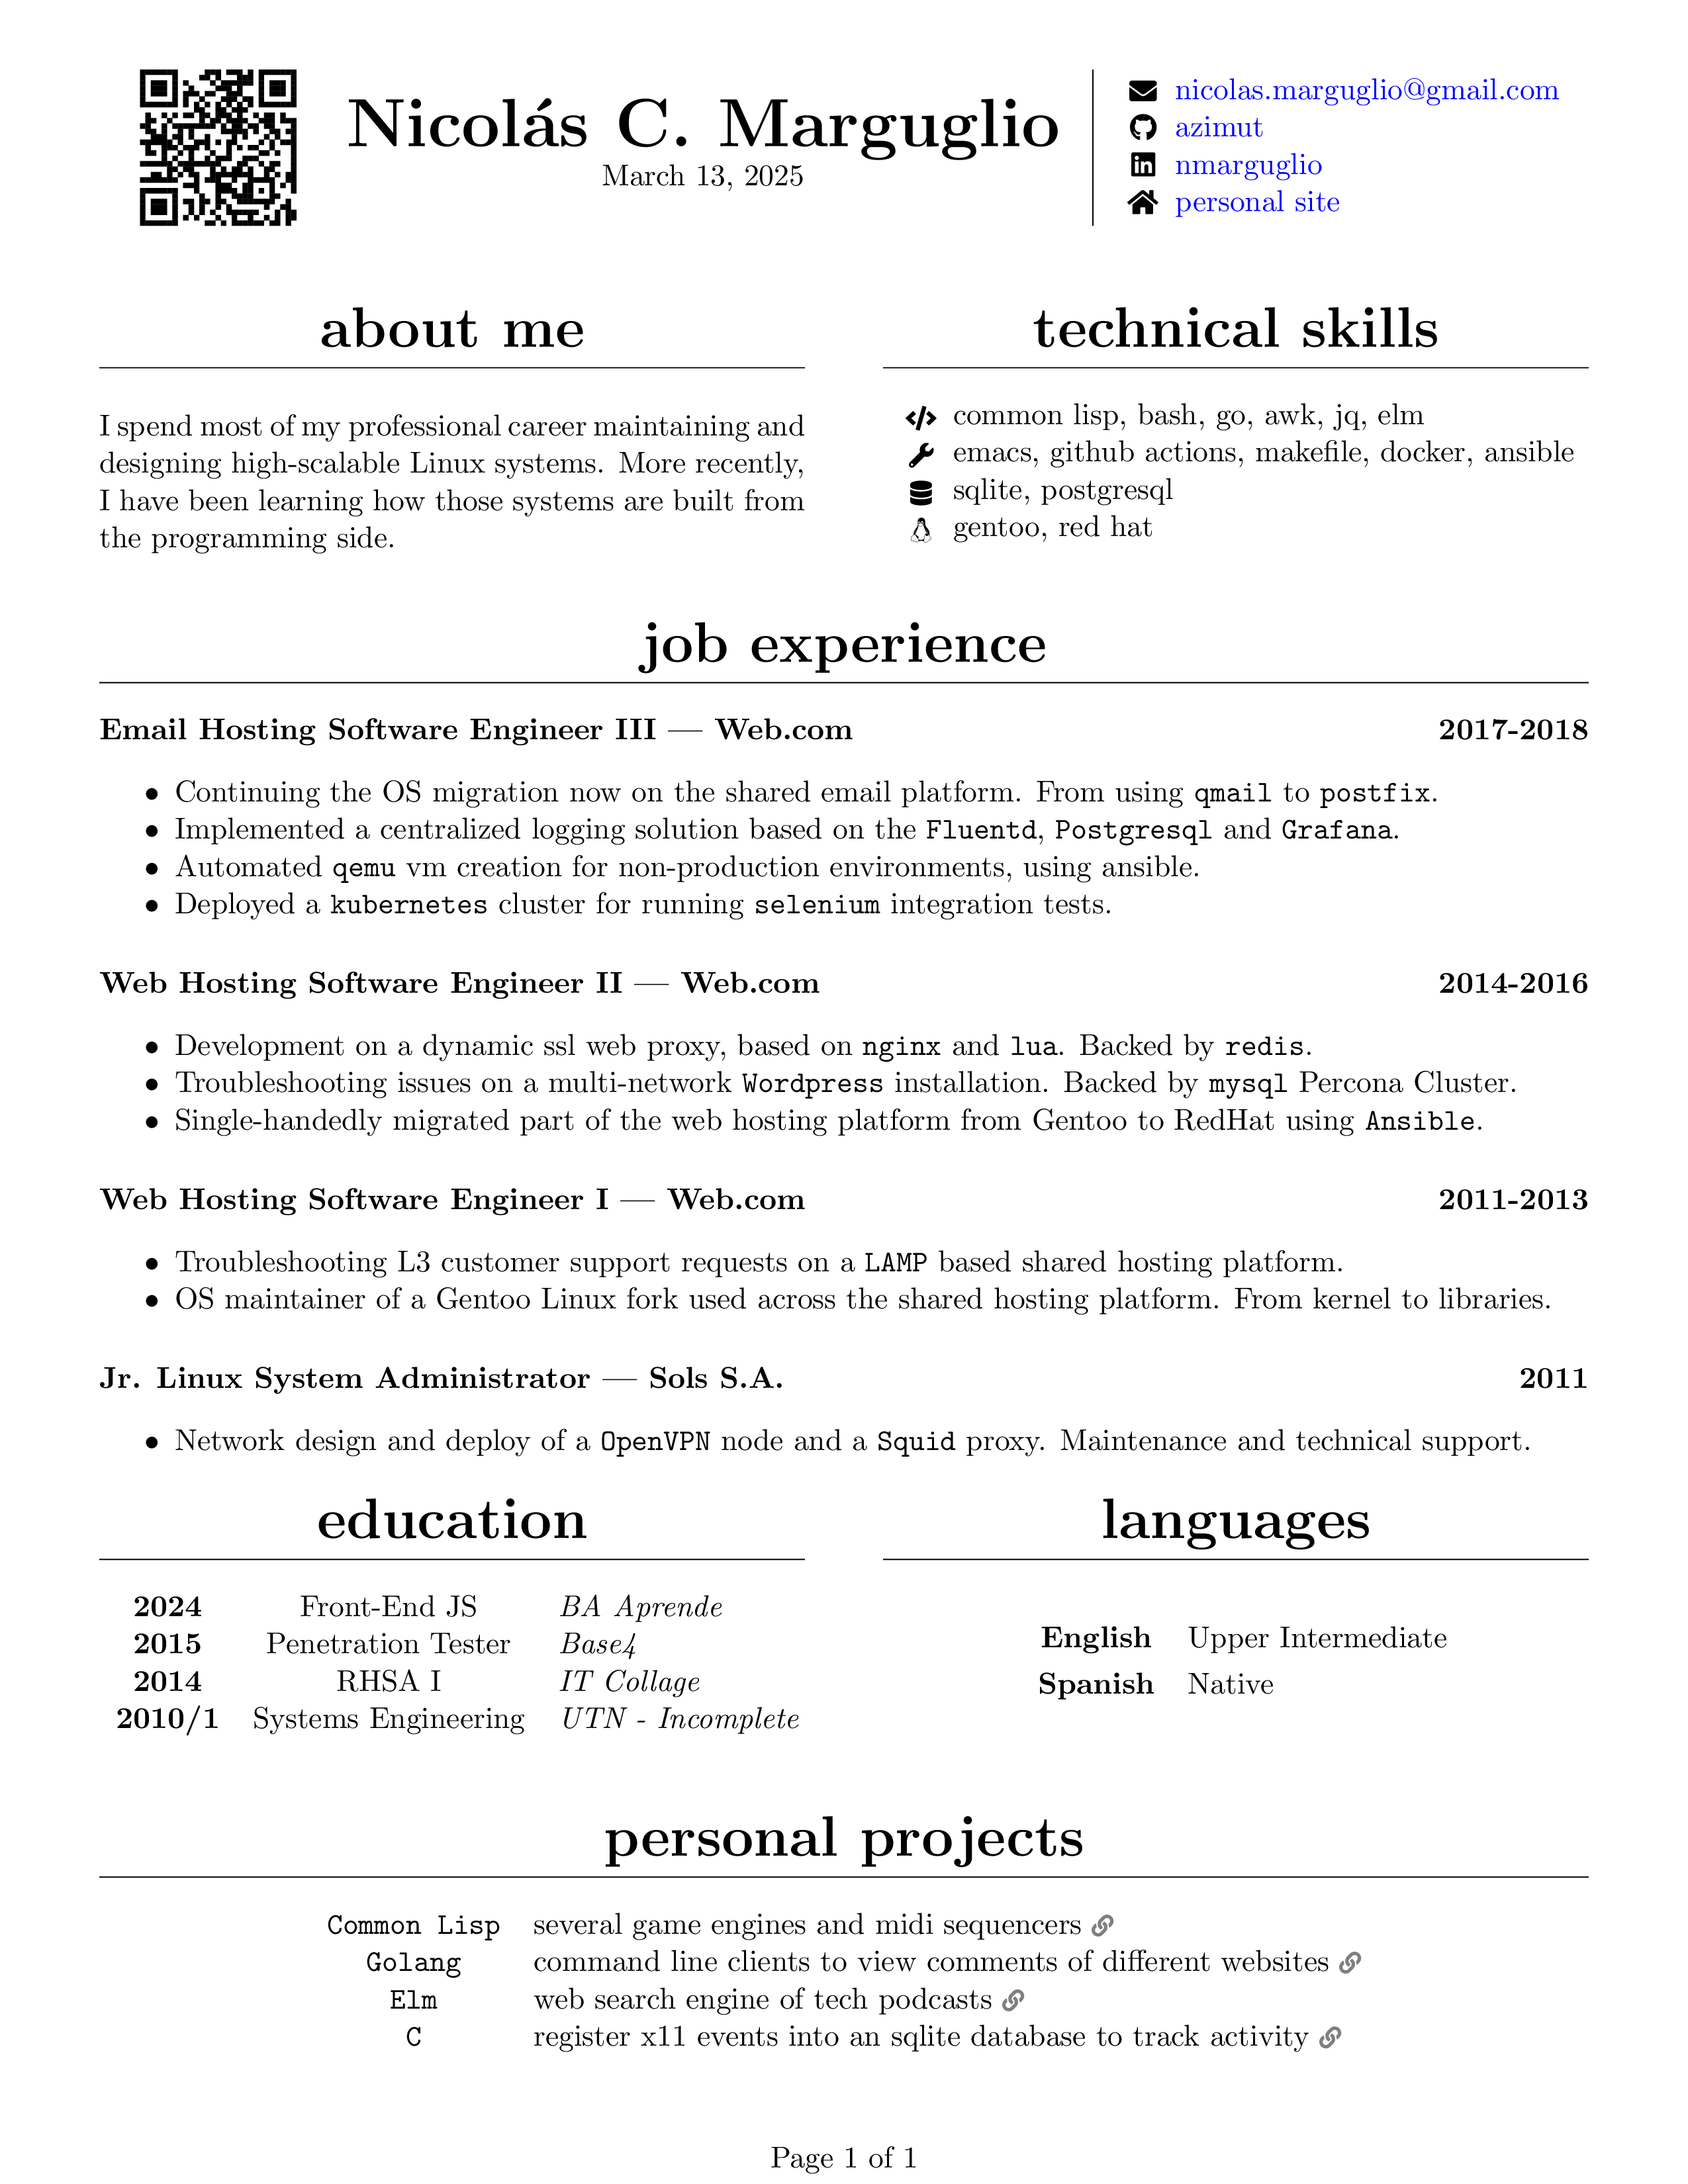 Nicolás C. Marguglio
March 13, 2025
nicolas.marguglio@gmail.com
azimut
nmarguglio
personal site
about me
I spend most of my professional career maintaining and
designing high-scalable Linux systems. More recently,
I have been learning how those systems are built from
the programming side.
technical skills
common lisp, bash, go, awk, jq, elm
emacs, github actions, makefile, docker, ansible
sqlite, postgresql
gentoo, red hat
job experience
Email Hosting Software Engineer III — Web.com 2017-2018
• Continuing the OS migration now on the shared email platform. From using qmail to postfix.
• Implemented a centralized logging solution based on the Fluentd, Postgresql and Grafana.
• Automated qemu vm creation for non-production environments, using ansible.
• Deployed a kubernetes cluster for running selenium integration tests.
Web Hosting Software Engineer II — Web.com 2014-2016
• Development on a dynamic ssl web proxy, based on nginx and lua. Backed by redis.
• Troubleshooting issues on a multi-network Wordpress installation. Backed by mysql Percona Cluster.
• Single-handedly migrated part of the web hosting platform from Gentoo to RedHat using Ansible.
Web Hosting Software Engineer I — Web.com 2011-2013
• Troubleshooting L3 customer support requests on a LAMP based shared hosting platform.
• OS maintainer of a Gentoo Linux fork used across the shared hosting platform. From kernel to libraries.
Jr. Linux System Administrator — Sols S.A. 2011
• Network design and deploy of a OpenVPN node and a Squid proxy. Maintenance and technical support.
education
2024 Front-End JS BA Aprende
2015 Penetration Tester Base4
2014 RHSA I IT Collage
2010/1 Systems Engineering UTN - Incomplete
languages
English Upper Intermediate
Spanish Native
personal projects
Common Lisp several game engines and midi sequencers
Golang command line clients to view comments of different websites
Elm web search engine of tech podcasts
C register x11 events into an sqlite database to track activity
Page 1 of 1